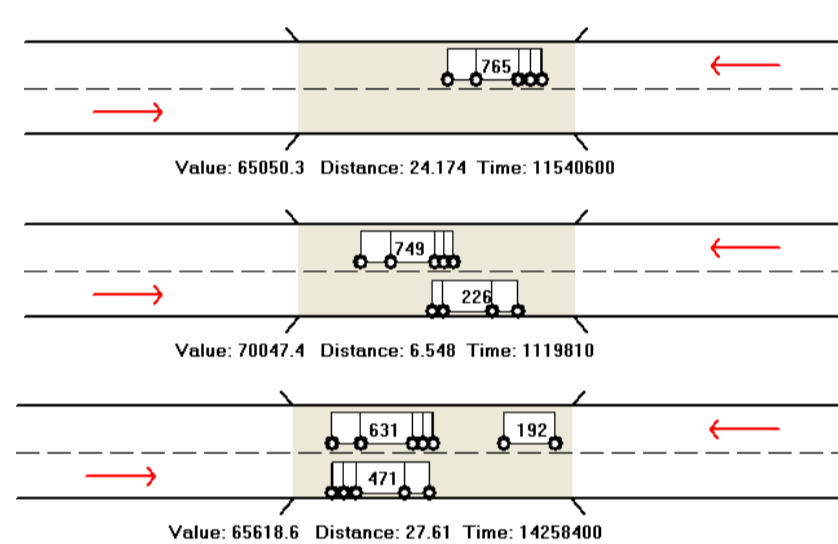 765
Value: 65050.3 Distance: 24.174 Time: 11540600
749
226
Value: 70047.4 Distance: 6.548 Time: 1119810
631 192
471
Value: 65618.6 Distance: 27.61 Time: 14258400